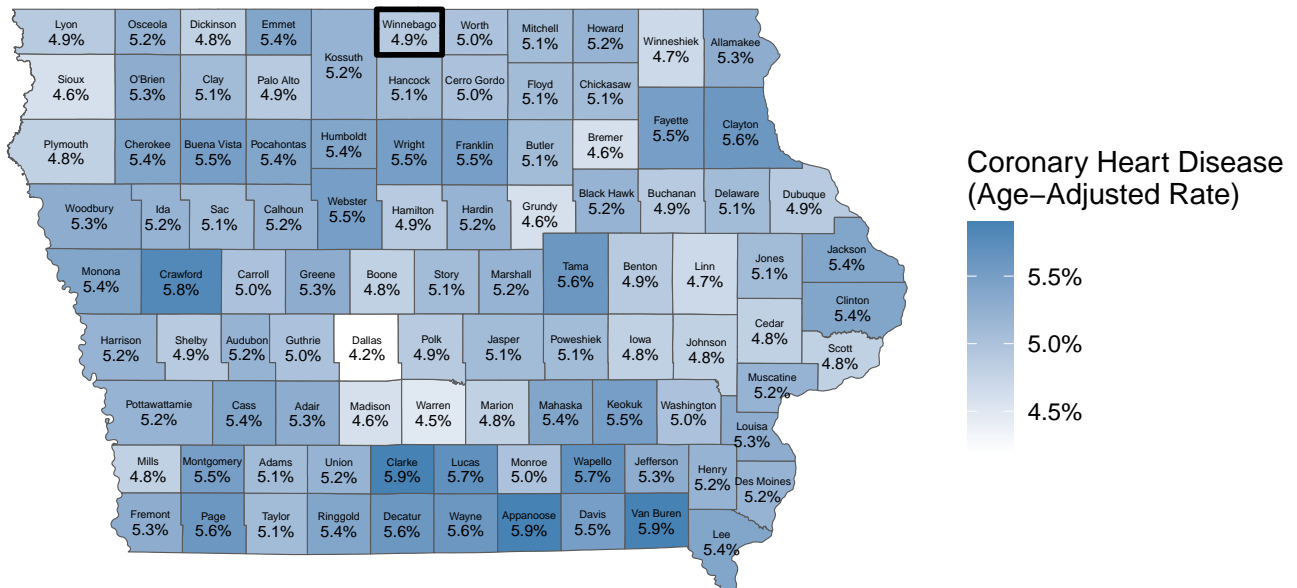 Lyon
4.9%
Osceola
5.2%
Dickinson
4.8%
Emmet
5.4%
Kossuth
5.2%
Winnebago
4.9%
Worth
5.0%
Mitchell
5.1%
Howard
5.2%
Winneshiek
4.7%
Allamakee
5.3%
Sioux
4.6%
O'Brien
5.3%
Clay
5.1%
Palo Alto
4.9%
Hancock
5.1%
Cerro Gordo
5.0%
Floyd
5.1%
Chickasaw
5.1%
Fayette
5.5%
Clayton
5.6%
Plymouth
4.8%
Cherokee
5.4%
Buena Vista
5.5%
Pocahontas
5.4%
Humboldt
5.4%
Wright
5.5%
Franklin
5.5%
Butler
5.1%
Bremer
4.6%
Woodbury
5.3%
Ida
5.2%
Sac
5.1%
Calhoun
5.2%
Webster
5.5%
Hamilton
4.9%
Hardin
5.2%
Grundy
4.6%
Black Hawk
5.2%
Buchanan
4.9%
Delaware
5.1%
Dubuque
4.9%
Monona
5.4%
Crawford
5.8%
Carroll
5.0%
Greene
5.3%
Boone
4.8%
Story
5.1%
Marshall
5.2%
Tama
5.6%
Benton
4.9%
Linn
4.7%
Jones
5.1%
Jackson
5.4%
Clinton
5.4%
Harrison
5.2%
Shelby
4.9%
Audubon
5.2%
Guthrie
5.0%
Dallas
4.2%
Polk
4.9%
Jasper
5.1%
Poweshiek
5.1%
Iowa
4.8%
Johnson
4.8%
Cedar
4.8%
Scott
4.8%
Muscatine
5.2%
Pottawattamie
5.2%
Cass
5.4%
Adair
5.3%
Madison
4.6%
Warren
4.5%
Marion
4.8%
Mahaska
5.4%
Keokuk
5.5%
Washington
5.0%
Louisa
5.3%
Mills
4.8%
Montgomery
5.5%
Adams
5.1%
Union
5.2%
Clarke
5.9%
Lucas
5.7%
Monroe
5.0%
Wapello
5.7%
Jefferson
5.3%
Henry
5.2%
Des Moines
5.2%
Fremont
5.3%
Page
5.6%
Taylor
5.1%
Ringgold
5.4%
Decatur
5.6%
Wayne
5.6%
Appanoose
5.9%
Davis
5.5%
Van Buren
5.9%
Lee
5.4%
Coronary Heart Disease
(Age−Adjusted Rate)
5.5%
5.0%
4.5%